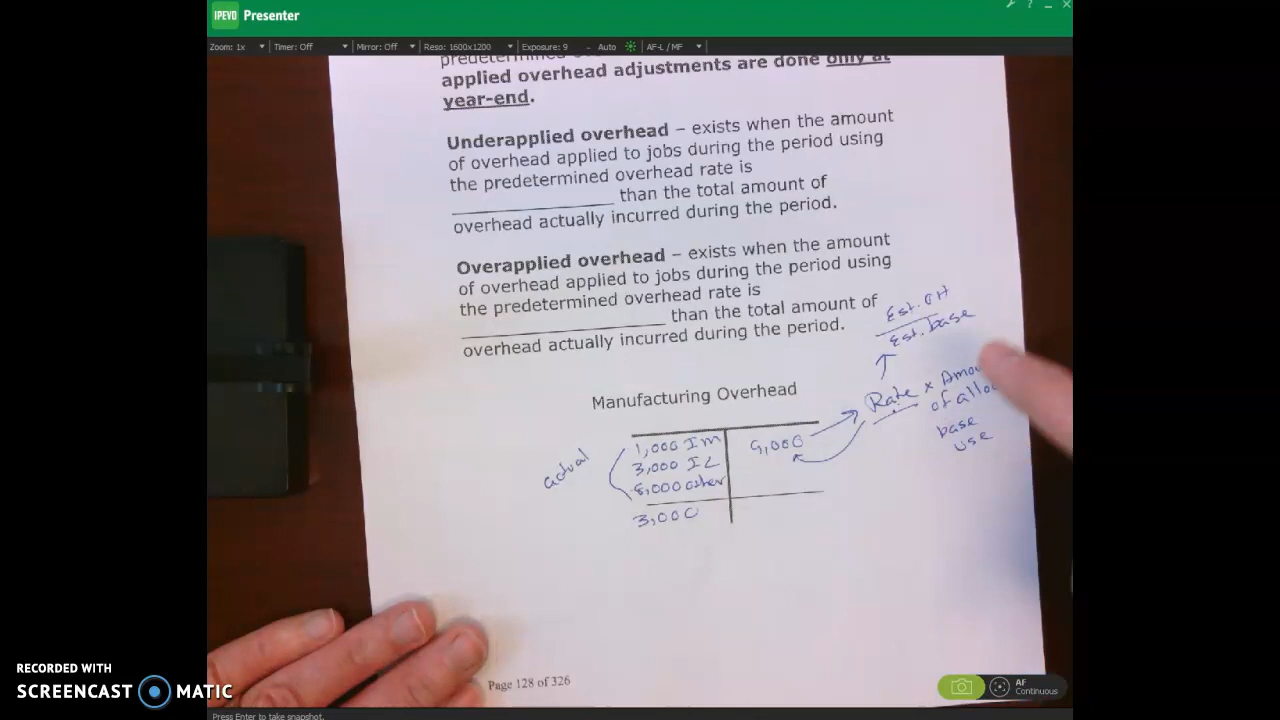 IPEVO Presenter
Zoom: 1x Timer: Off Mirror: Off Reso: 1600x1200 Exposure: 9 – Auto AF-L / MF
applied overhead adjustments are done only at
year-end.
Underapplied overhead – exists when the amount
of overhead applied to jobs during the period using
the predetermined overhead rate is
____________ than the total amount of
overhead actually incurred during the period.
Overapplied overhead – exists when the amount
of overhead applied to jobs during the period using
the predetermined overhead rate is
____________ than the total amount of
overhead actually incurred during the period.
Est. OH
Est. base
Rate x Amou
of alloc
base
use
Manufacturing Overhead
actual
1,000 IM 9,000
3,000 IL
8,000 other
3,000
Page 128 of 326
AF
Continuous
RECORDED WITH
SCREENCAST MATIC
Press Enter to take snapshot.